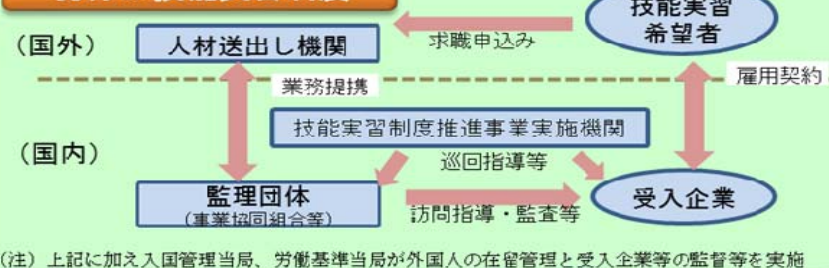 技能実習
希望者
（国外）
人材送出し機関
求職申込み
業務提携
雇用契約
技能実習制度推進事業実施機関
（国内）
巡回指導等
監理団体
（事業協同組合等）
訪問指導・監査等
受入企業
(注）上記に加え入国管理当局、労働基準当局が外国人の在留管理と受入企業等の監督等を実施